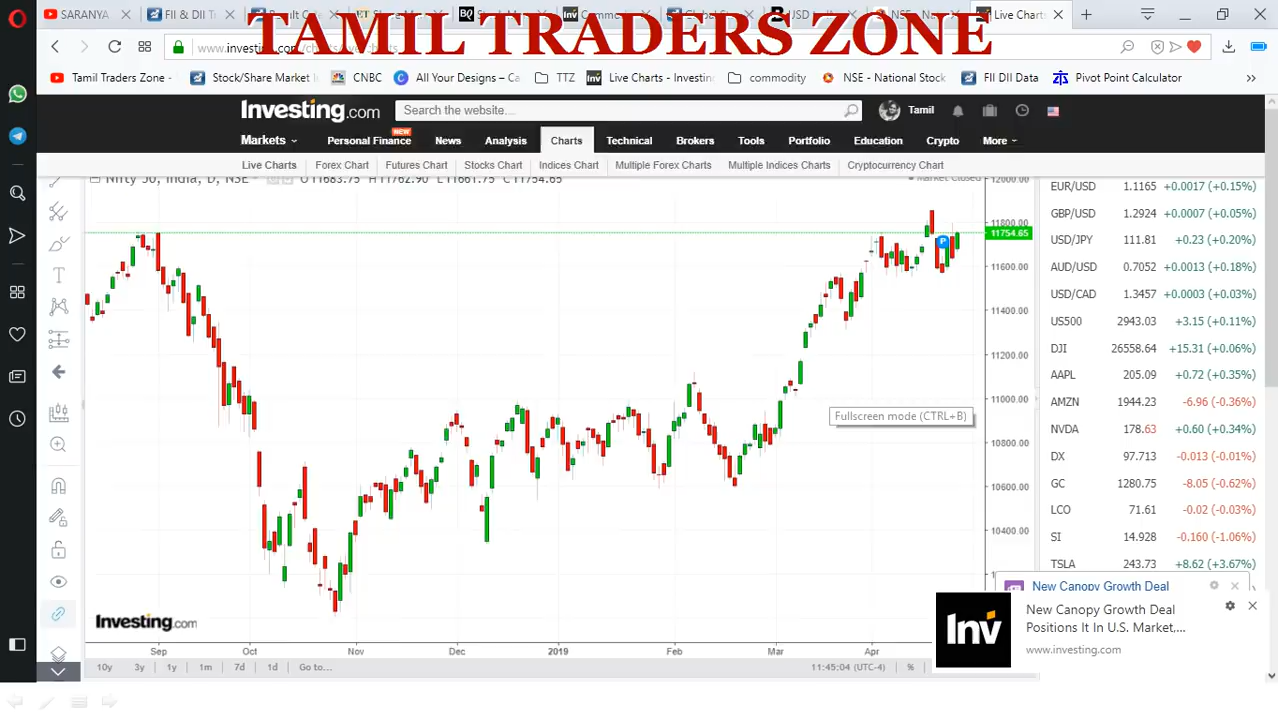 TAMIL TRADERS ZONE
SARANYA
FII & DII T
Live Charts
www.investing.com/charts/live-charts
Tamil Traders Zone -
Stock/Share Market
CNBC
All Your Designs – Ca
TTZ
Live Charts - Investin
commodity
NSE - National Stock
FII DII Data
Pivot Point Calculator
Investing.com
Search the website...
Tamil
Markets
Personal Finance
NEW
News
Analysis
Charts
Technical
Brokers
Tools
Portfolio
Education
Crypto
More
Live Charts
Forex Chart
Futures Chart
Stocks Chart
Indices Chart
Multiple Forex Charts
Multiple Indices Charts
Cryptocurrency Chart
Nifty 50, India, D, NSE
O11683.75 H11762.90 L11661.75 C11754.65
Market Closed
12000.00
11800.00
11754.65
11600.00
11400.00
11200.00
11000.00
10800.00
10600.00
10400.00
P
Fullscreen mode (CTRL+B)
Investing.com
Sep
Oct
Nov
Dec
2019
Feb
Mar
Apr
10y
3y
1y
1m
7d
1d
Go to...
11:45:04 (UTC-4)
%
EUR/USD 1.1165 +0.0017 (+0.15%)
GBP/USD 1.2924 +0.0007 (+0.05%)
USD/JPY 111.81 +0.23 (+0.20%)
AUD/USD 0.7052 +0.0013 (+0.18%)
USD/CAD 1.3457 +0.0003 (+0.03%)
US500 2943.03 +3.15 (+0.11%)
DJI 26558.64 +15.31 (+0.06%)
AAPL 205.09 +0.72 (+0.35%)
AMZN 1944.23 -6.96 (-0.36%)
NVDA 178.63 +0.60 (+0.34%)
DX 97.713 -0.013 (-0.01%)
GC 1280.75 -8.05 (-0.62%)
LCO 71.61 -0.02 (-0.03%)
SI 14.928 -0.160 (-1.06%)
TSLA 243.73 +8.62 (+3.67%)
New Canopy Growth Deal
Inv
New Canopy Growth Deal
Positions It In U.S. Market,...
www.investing.com